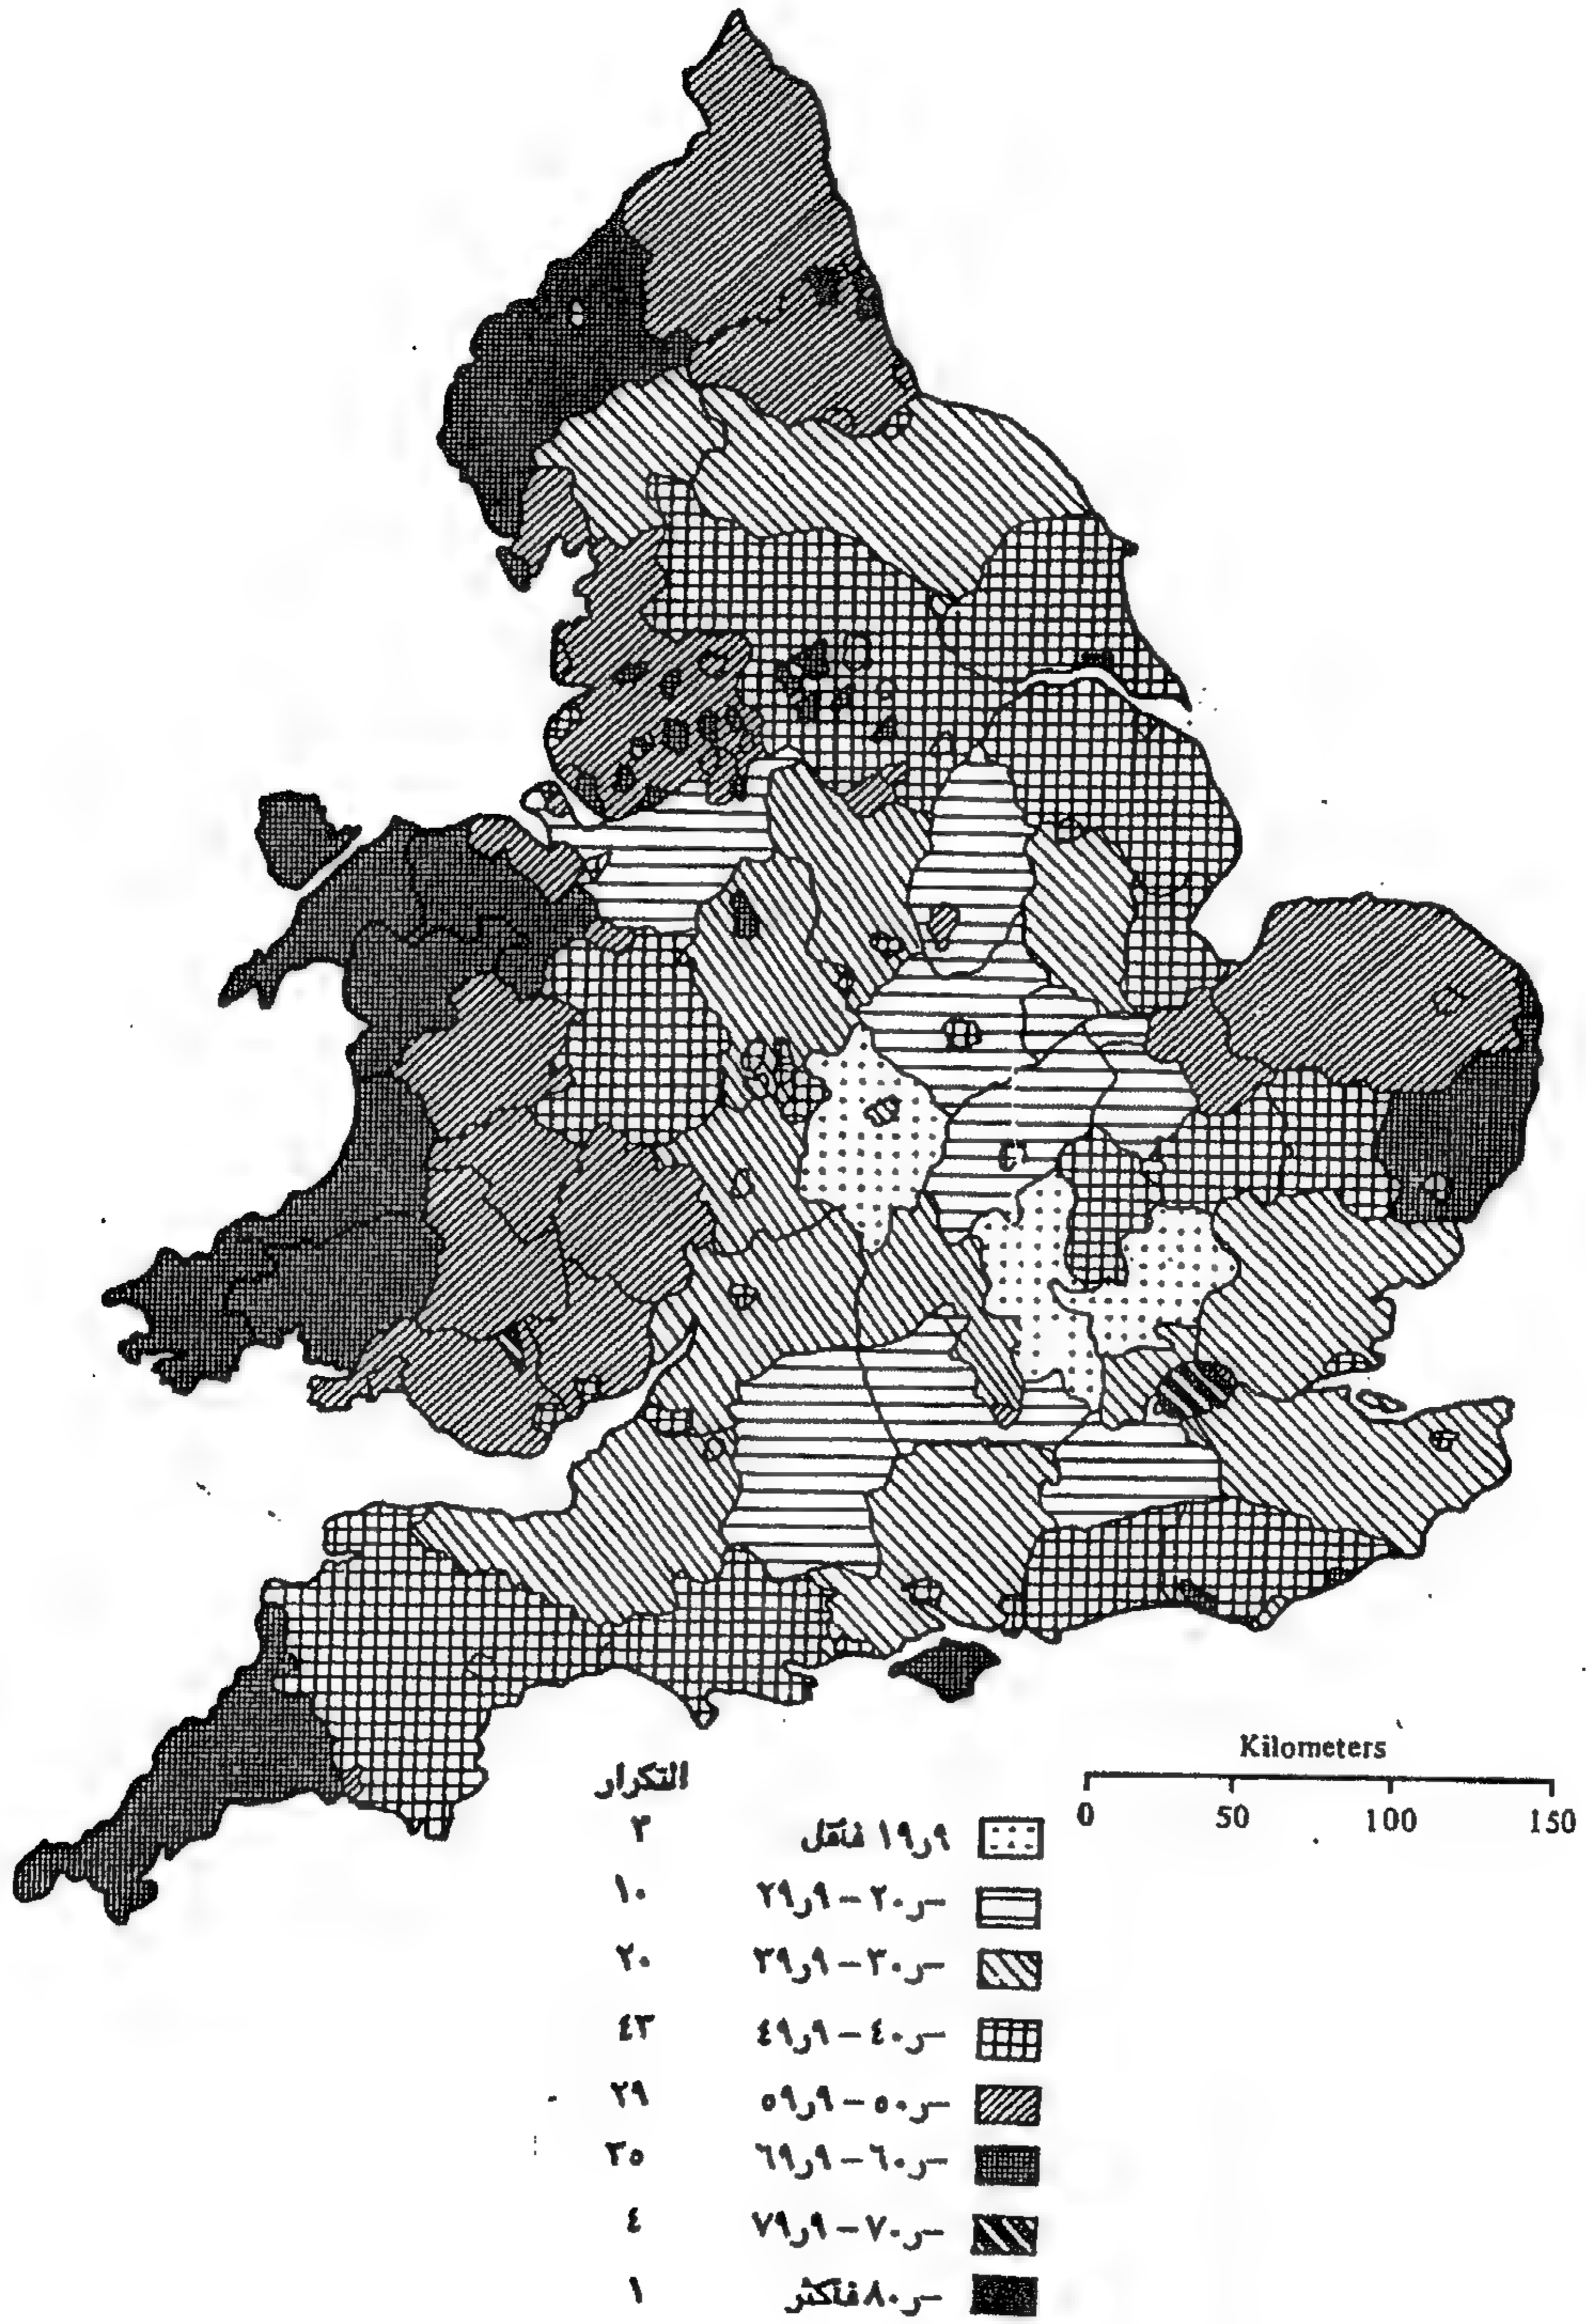 Kilometers
0 50 100 150
التكرار
١٩٫٩ فأقل ٣
٢٠٫− − ٢٩٫٩ ١٠
٣٠٫− − ٣٩٫٩ ٢٠
٤٠٫− − ٤٩٫٩ ٤٣
٥٠٫− − ٥٩٫٩ ٢٩
٦٠٫− − ٦٩٫٩ ٣٥
٧٠٫− − ٧٩٫٩ ٤
٨٠٫− فأكثر ١